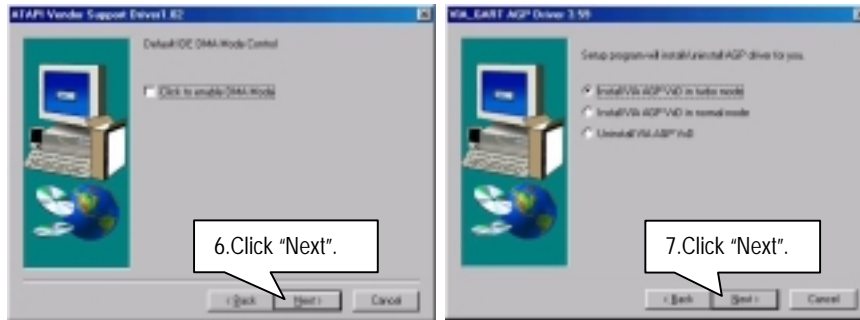 ATAPI Vendor Support Driver1.82
Default IDE DMA Mode Control
Click to enable DMA Mode
6.Click “Next”.
< Back
Next >
Cancel
VIA_GART AGP Driver 3.59
Setup program will install/uninstall AGP driver for you.
Install VIA AGP VxD in turbo mode
Install VIA AGP VxD in normal mode
Uninstall VIA AGP VxD
7.Click “Next”.
< Back
Next >
Cancel